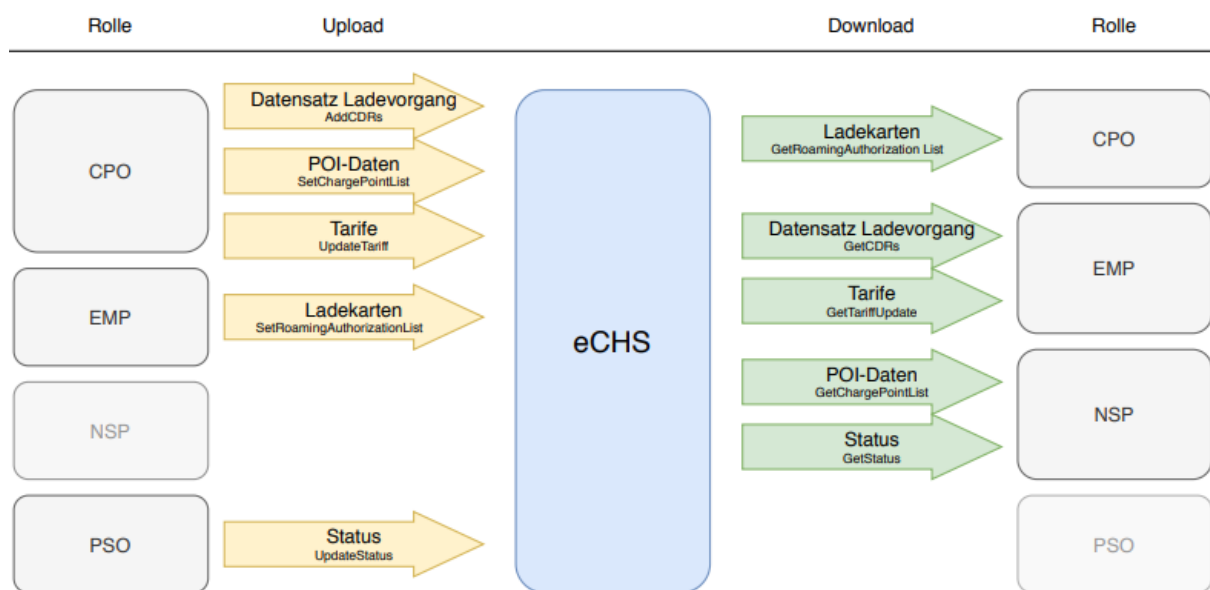 Rolle
Upload
Download
Rolle
CPO
Datensatz Ladevorgang
AddCDRs
POI-Daten
SetChargePointList
Tarife
UpdateTariff
EMP
Ladekarten
SetRoamingAuthorizationList
NSP
PSO
Status
UpdateStatus
eCHS
Ladekarten
GetRoamingAuthorization List
CPO
Datensatz Ladevorgang
GetCDRs
Tarife
GetTariffUpdate
EMP
POI-Daten
GetChargePointList
Status
GetStatus
NSP
PSO